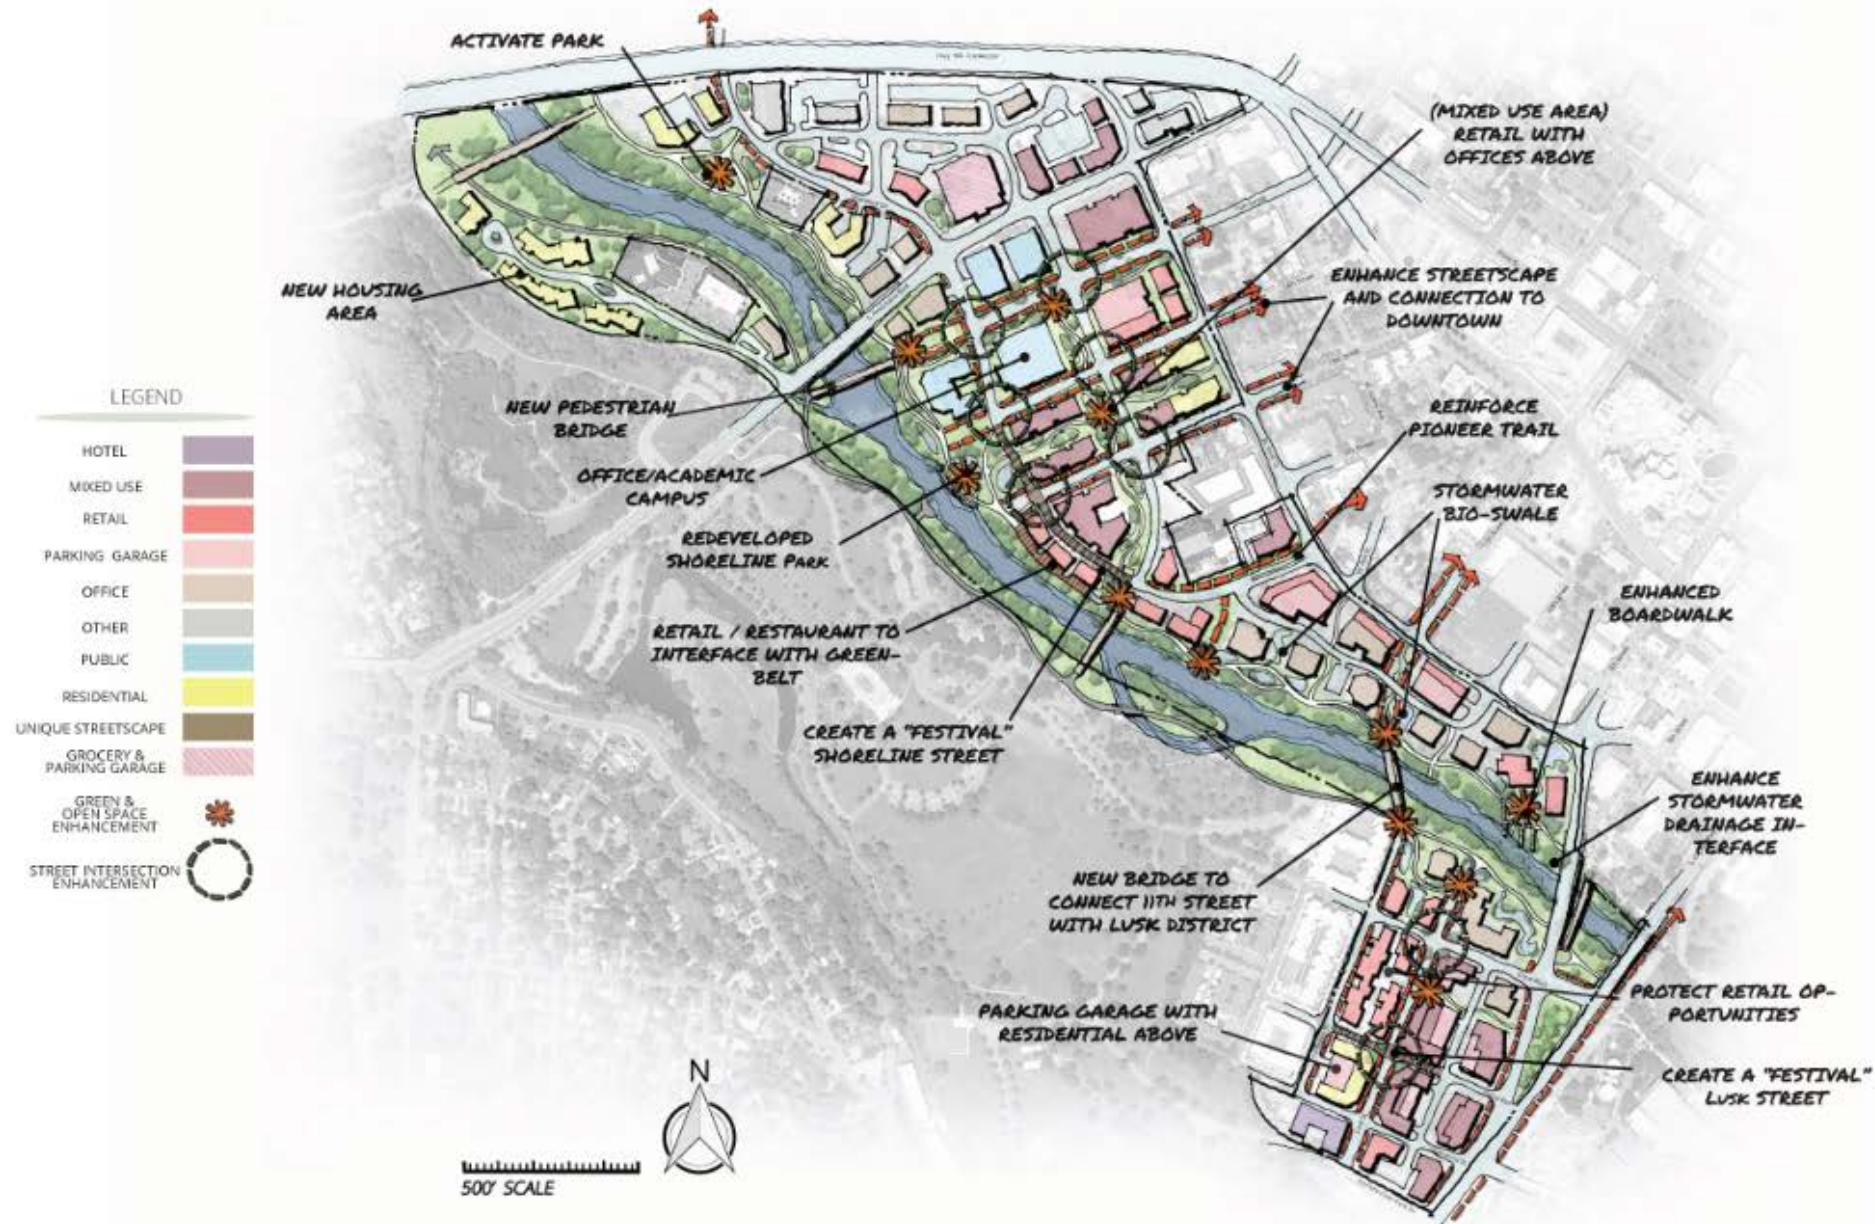 ACTIVATE PARK
(MIXED USE AREA)
RETAIL WITH
OFFICES ABOVE
NEW HOUSING
AREA
ENHANCE STREETSCAPE
AND CONNECTION TO
DOWNTOWN
NEW PEDESTRIAN
BRIDGE
REINFORCE
PIONEER TRAIL
OFFICE/ACADEMIC
CAMPUS
STORMWATER
BIO-SWALE
REDEVELOPED
SHORELINE PARK
ENHANCED
BOARDWALK
RETAIL / RESTAURANT TO
INTERFACE WITH GREEN-
BELT
CREATE A "FESTIVAL"
SHORELINE STREET
ENHANCE
STORMWATER
DRAINAGE IN-
TERFACE
NEW BRIDGE TO
CONNECT 11TH STREET
WITH LUSK DISTRICT
PROTECT RETAIL OP-
PORTUNITIES
PARKING GARAGE WITH
RESIDENTIAL ABOVE
CREATE A "FESTIVAL"
LUSK STREET
LEGEND
HOTEL
MIXED USE
RETAIL
PARKING GARAGE
OFFICE
OTHER
PUBLIC
RESIDENTIAL
UNIQUE STREETSCAPE
GROCERY &
PARKING GARAGE
GREEN &
OPEN SPACE
ENHANCEMENT
STREET INTERSECTION
ENHANCEMENT
N
500' SCALE